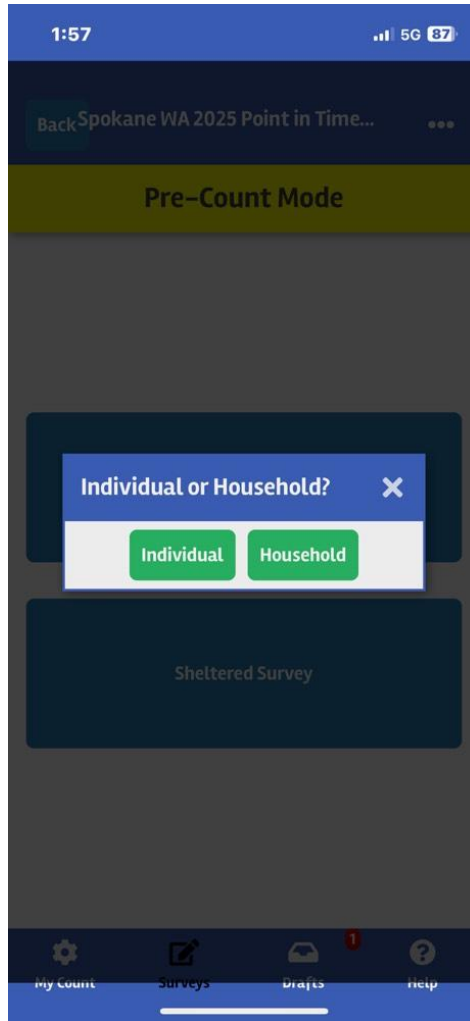 1:57 5G 87
Back Spokane WA 2025 Point in Time...
Pre-Count Mode
Individual or Household?
Individual Household
Sheltered Survey
1
My Count Surveys Drafts Help